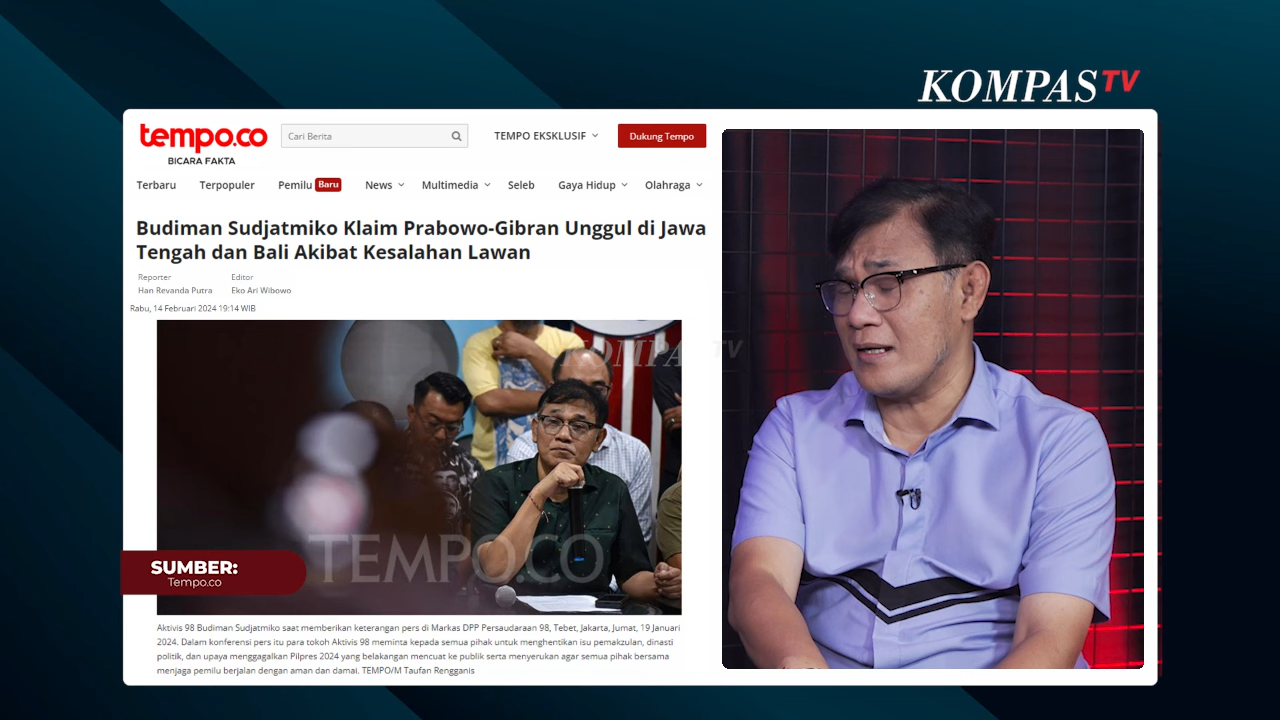 KOMPAS TV
tempo.co
BICARA FAKTA
Cari Berita
TEMPO EKSKLUSIF
Dukung Tempo
Terbaru
Terpopuler
Pemilu Baru
News
Multimedia
Seleb
Gaya Hidup
Olahraga
Budiman Sudjatmiko Klaim Prabowo-Gibran Unggul di Jawa
Tengah dan Bali Akibat Kesalahan Lawan
Reporter
Editor
Han Revanda Putra
Eko Ari Wibowo
Rabu, 14 Februari 2024 19:14 WIB
KOMPAS TV
TEMPO.CO
SUMBER:
Tempo.co
Aktivis 98 Budiman Sudjatmiko saat memberikan keterangan pers di Markas DPP Persaudaraan 98, Tebet, Jakarta, Jumat, 19 Januari
2024. Dalam konferensi pers itu para tokoh Aktivis 98 meminta kepada semua pihak untuk menghentikan isu pemakzulan, dinasti
politik, dan upaya menggagalkan Pilpres 2024 yang belakangan mencuat ke publik serta menyerukan agar semua pihak bersama
menjaga pemilu berjalan dengan aman dan damai. TEMPO/M Taufan Rengganis